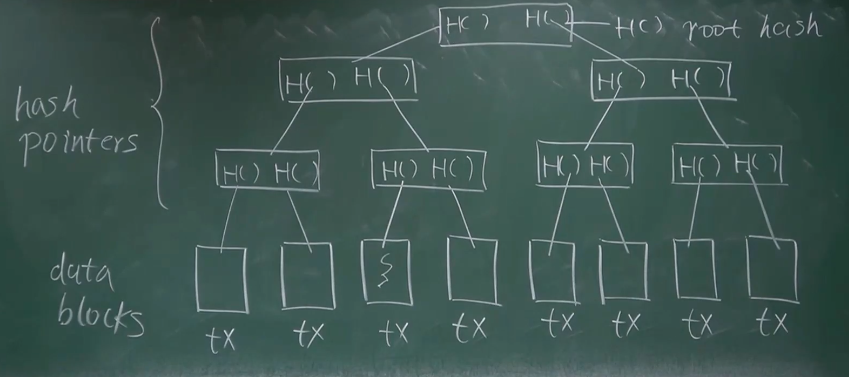 H( ) H( ) H( ) root hash
H( ) H( ) H( ) H( )
hash
pointers
H( ) H( ) H( ) H( ) H( ) H( ) H( ) H( )
data
blocks
tx tx tx tx tx tx tx tx